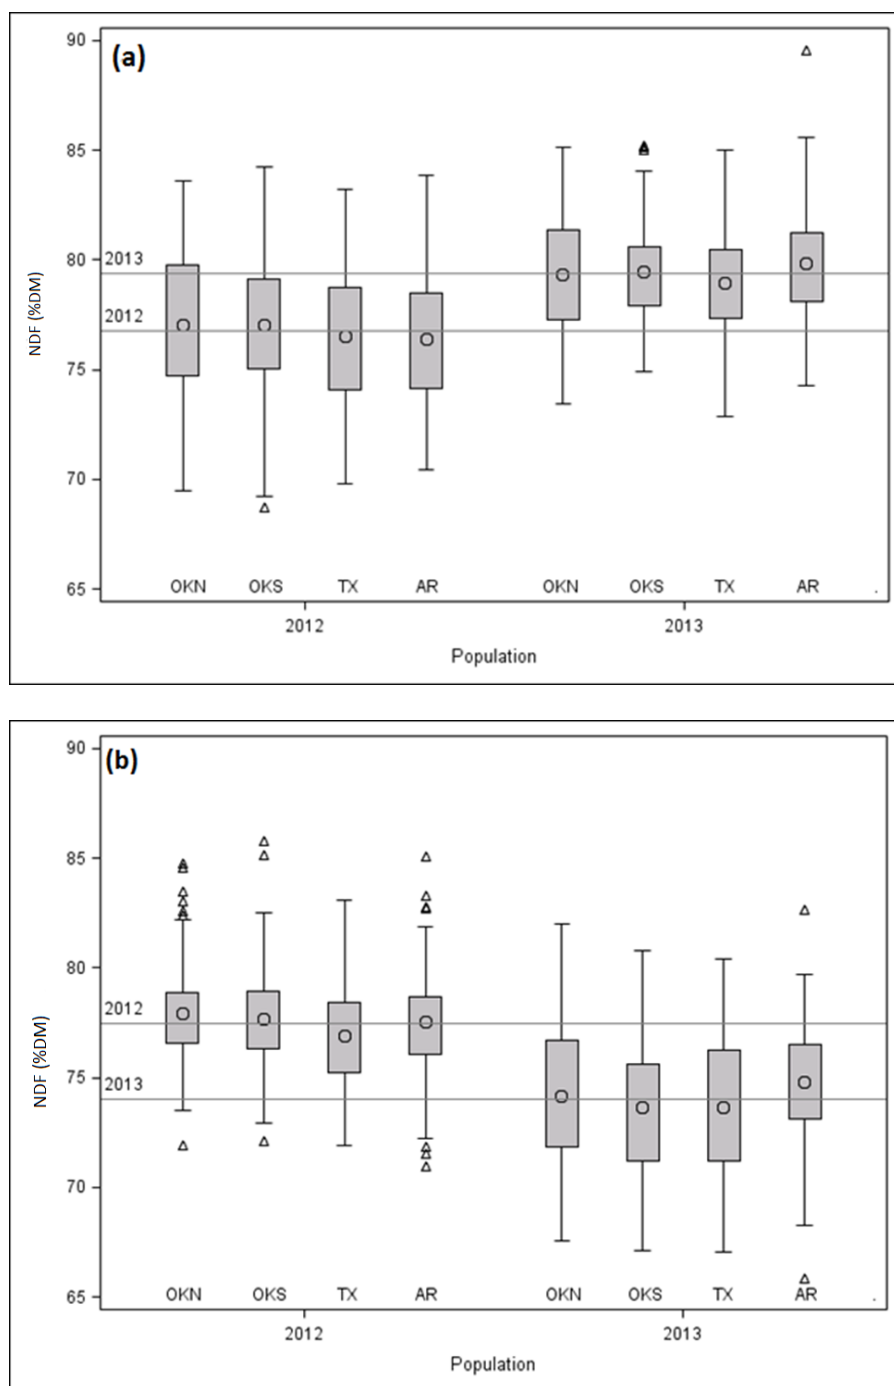 (a)
90
85
80
75
70
65
NDF (%DM)
2013
2012
OKN OKS TX AR OKN OKS TX AR .
2012 2013
Population
(b)
90
85
80
75
70
65
NDF (%DM)
2012
2013
OKN OKS TX AR OKN OKS TX AR .
2012 2013
Population